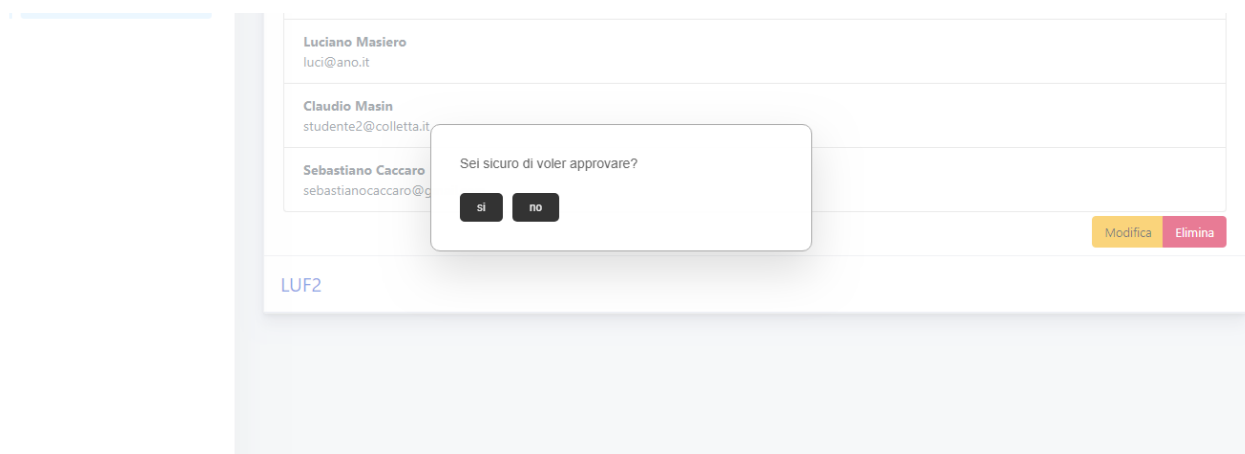 Luciano Masiero
luci@ano.it
Claudio Masin
studente2@colletta.it
Sebastiano Caccaro
sebastianocaccaro@g
Sei sicuro di voler approvare?
si no
Modifica Elimina
LUF2